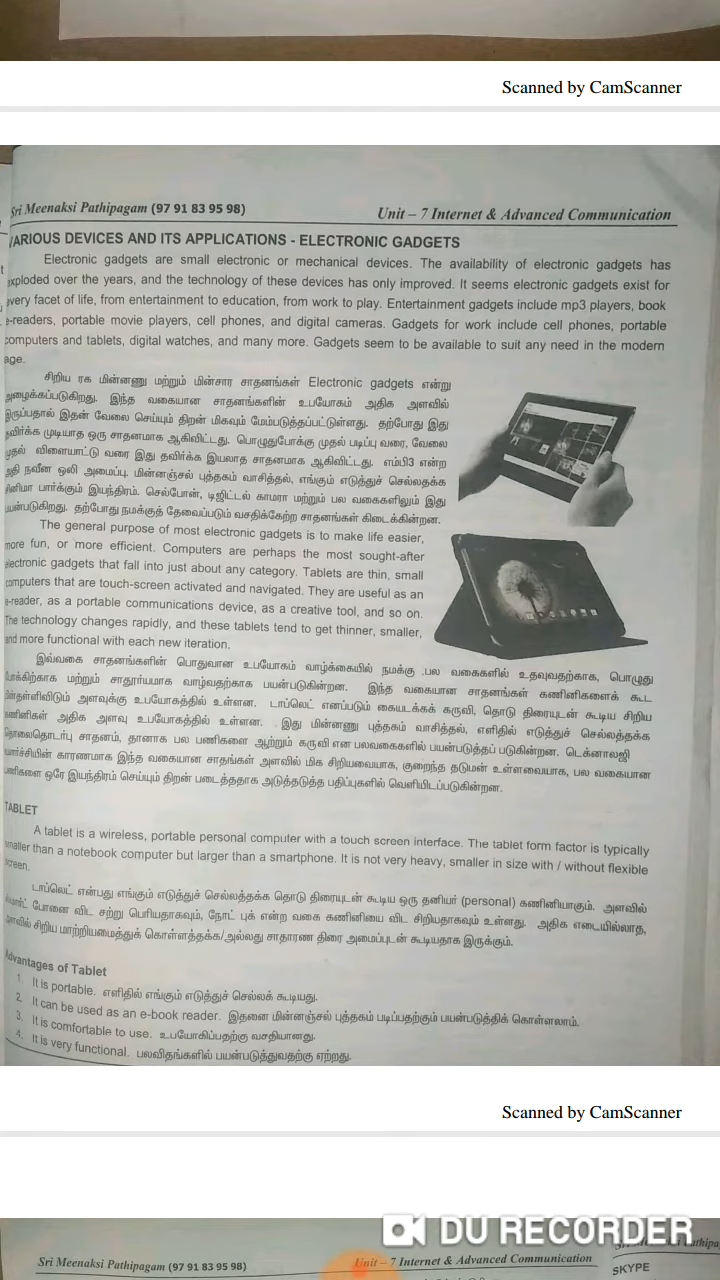 Scanned by CamScanner
Sri Meenaksi Pathipagam (97 91 83 95 98)
Unit – 7 Internet & Advanced Communication
VARIOUS DEVICES AND ITS APPLICATIONS - ELECTRONIC GADGETS
Electronic gadgets are small electronic or mechanical devices. The availability of electronic gadgets has
exploded over the years, and the technology of these devices has only improved. It seems electronic gadgets exist for
every facet of life, from entertainment to education, from work to play. Entertainment gadgets include mp3 players, book
e-readers, portable movie players, cell phones, and digital cameras. Gadgets for work include cell phones, portable
computers and tablets, digital watches, and many more. Gadgets seem to be available to suit any need in the modern
age.
சிறிய ரக மின்னணு மற்றும் மின்சார சாதனங்கள் Electronic gadgets என்று
அழைக்கப்படுகிறது. இந்த வகையான சாதனங்களின் உபயோகம் அதிக அளவில்
இருப்பதால் இதன் வேலை செய்யும் திறன் மிகவும் மேம்படுத்தப்பட்டுள்ளது. தற்போது இது
தவிர்க்க முடியாத ஒரு சாதனமாக ஆகிவிட்டது. பொழுதுபோக்கு முதல் படிப்பு வரை, வேலை
முதல் விளையாட்டு வரை இது தவிர்க்க இயலாத சாதனமாக ஆகிவிட்டது. எம்பி3 என்ற
அதி நவீன ஒலி அமைப்பு, மின்னஞ்சல் புத்தகம் வாசித்தல், எங்கும் எடுத்துச் செல்லதக்க
சினிமா பார்க்கும் இயந்திரம். செல்போன், டிஜிட்டல் காமரா மற்றும் பல வகைகளிலும் இது
பயன்படுகிறது. தற்போது நமக்குத் தேவைப்படும் வசதிக்கேற்ற சாதனங்கள் கிடைக்கின்றன.
The general purpose of most electronic gadgets is to make life easier,
more fun, or more efficient. Computers are perhaps the most sought-after
electronic gadgets that fall into just about any category. Tablets are thin, small
computers that are touch-screen activated and navigated. They are useful as an
e-reader, as a portable communications device, as a creative tool, and so on.
The technology changes rapidly, and these tablets tend to get thinner, smaller,
and more functional with each new iteration.
இவ்வகை சாதனங்களின் பொதுவான உபயோகம் வாழ்க்கையில் நமக்கு பல வகைகளில் உதவுவதற்காக, பொழுது
போக்கிற்காக மற்றும் சாதூர்யமாக வாழ்வதற்காக பயன்படுகின்றன. இந்த வகையான சாதனங்கள் கணினிகளைக் கூட
பின்தள்ளிவிடும் அளவுக்கு உபயோகத்தில் உள்ளன. டாப்லெட் எனப்படும் கையடக்கக் கருவி, தொடு திரையுடன் கூடிய சிறிய
கணினிகள் அதிக அளவு உபயோகத்தில் உள்ளன. இது மின்னணு புத்தகம் வாசித்தல், எளிதில் எடுத்துச் செல்லத்தக்க
தொலைதொடர்பு சாதனம், தானாக பல பணிகளை ஆற்றும் கருவி என பலவகைகளில் பயன்படுத்தப் படுகின்றன. டெக்னாலஜி
வளர்ச்சியின் காரணமாக இந்த வகையான சாதங்கள் அளவில் மிக சிறியவையாக, குறைந்த தடுமன் உள்ளவையாக, பல வகையான
பணிகளை ஒரே இயந்திரம் செய்யும் திறன் படைத்ததாக அடுத்தடுத்த பதிப்புகளில் வெளியிடப்படுகின்றன.
TABLET
A tablet is a wireless, portable personal computer with a touch screen interface. The tablet form factor is typically
smaller than a notebook computer but larger than a smartphone. It is not very heavy, smaller in size with / without flexible
screen.
டாப்லெட் என்பது எங்கும் எடுத்துச் செல்லத்தக்க தொடு திரையுடன் கூடிய ஒரு தனியர் (personal) கணினியாகும். அளவில்
ஸ்மார்ட் போனை விட சற்று பெரியதாகவும், நோட் புக் என்ற வகை கணினியை விட சிறியதாகவும் உள்ளது. அதிக எடையில்லாத,
அளவில் சிறிய மாற்றியமைத்துக் கொள்ளத்தக்க/அல்லது சாதாரண திரை அமைப்புடன் கூடியதாக இருக்கும்.
Advantages of Tablet
1. It is portable. எளிதில் எங்கும் எடுத்துச் செல்லக் கூடியது.
2. It can be used as an e-book reader. இதனை மின்னஞ்சல் புத்தகம் படிப்பதற்கும் பயன்படுத்திக் கொள்ளலாம்.
3. It is comfortable to use. உபயோகிப்பதற்கு வசதியானது.
4. It is very functional. பலவிதங்களில் பயன்படுத்துவதற்கு ஏற்றது.
Scanned by CamScanner
DU RECORDER
Sri Meenaksi Pathipagam (97 91 83 95 98)
Unit – 7 Internet & Advanced Communication
SKYPE